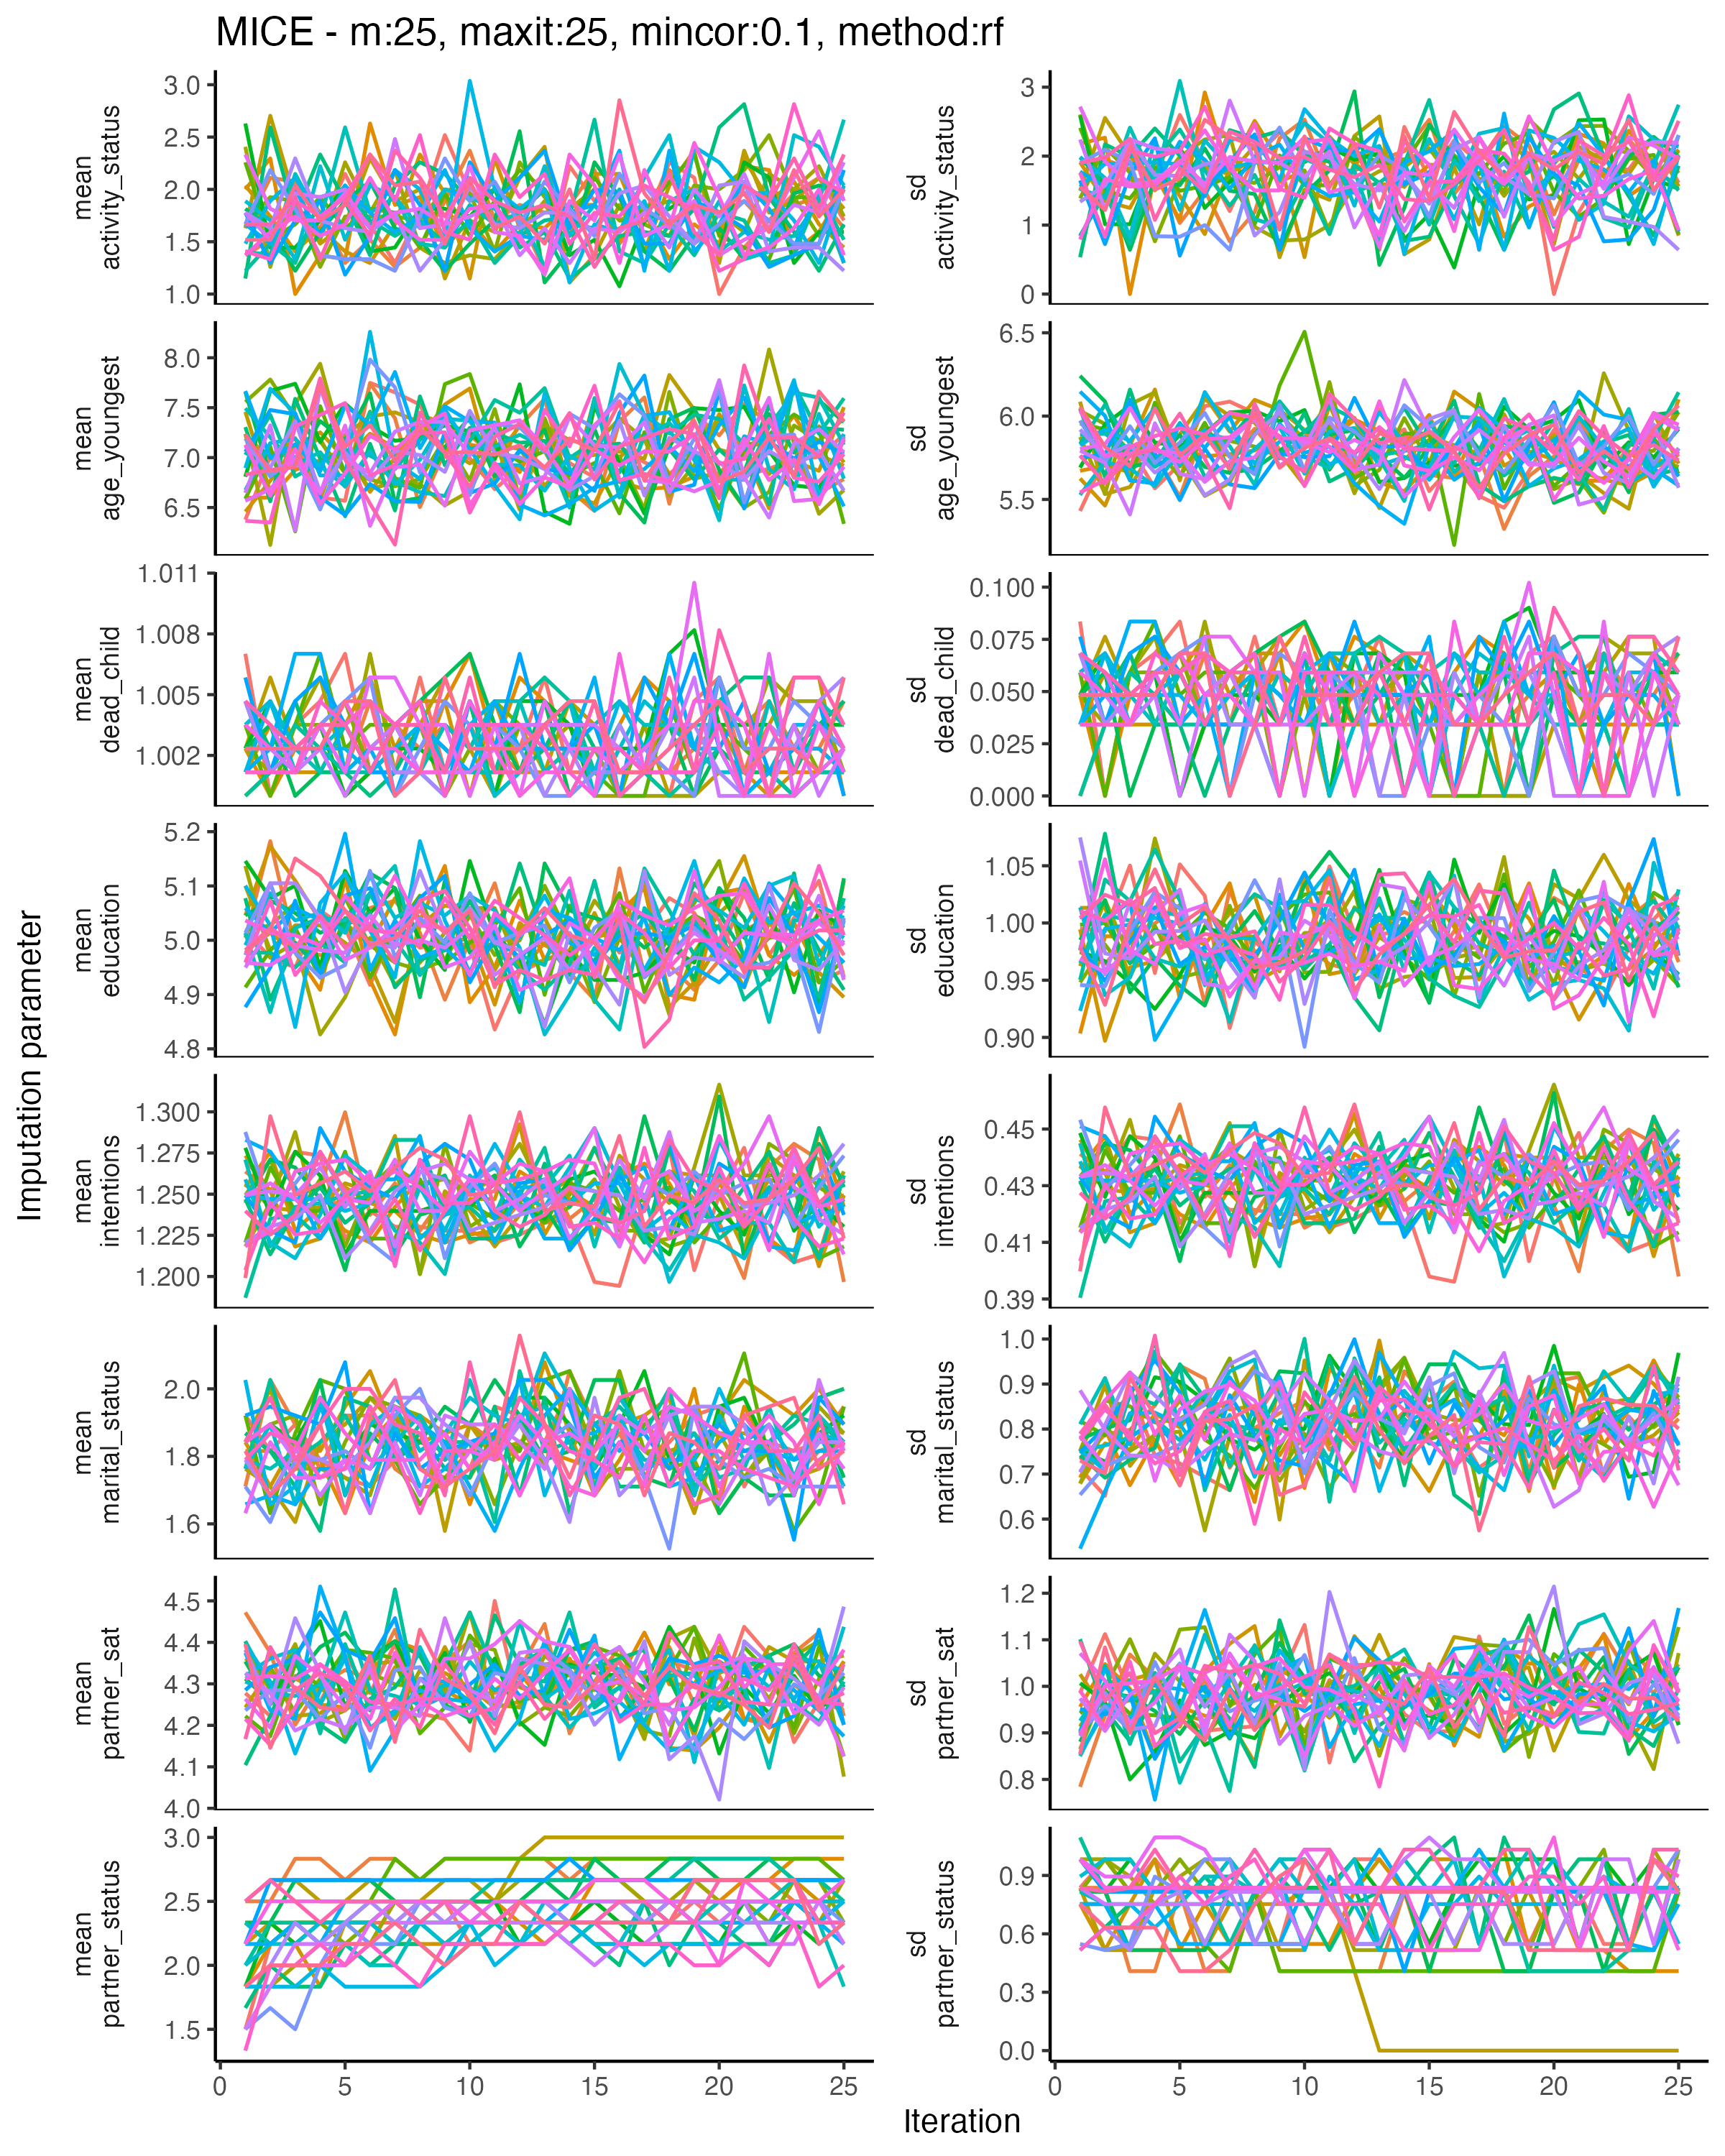 MICE - m:25, maxit:25, mincor:0.1, method:rf
Imputation parameter
mean
activity_status
3.0
2.5
2.0
1.5
1.0
sd
activity_status
3
2
1
0
mean
age_youngest
8.0
7.5
7.0
6.5
sd
age_youngest
6.5
6.0
5.5
mean
dead_child
1.011
1.008
1.005
1.002
sd
dead_child
0.100
0.075
0.050
0.025
0.000
mean
education
5.2
5.1
5.0
4.9
4.8
sd
education
1.05
1.00
0.95
0.90
mean
intentions
1.300
1.275
1.250
1.225
1.200
sd
intentions
0.45
0.43
0.41
0.39
mean
marital_status
2.0
1.8
1.6
sd
marital_status
1.0
0.9
0.8
0.7
0.6
mean
partner_sat
4.5
4.4
4.3
4.2
4.1
4.0
sd
partner_sat
1.2
1.1
1.0
0.9
0.8
mean
partner_status
3.0
2.5
2.0
1.5
sd
partner_status
0.9
0.6
0.3
0.0
0 5 10 15 20 25
0 5 10 15 20 25
Iteration